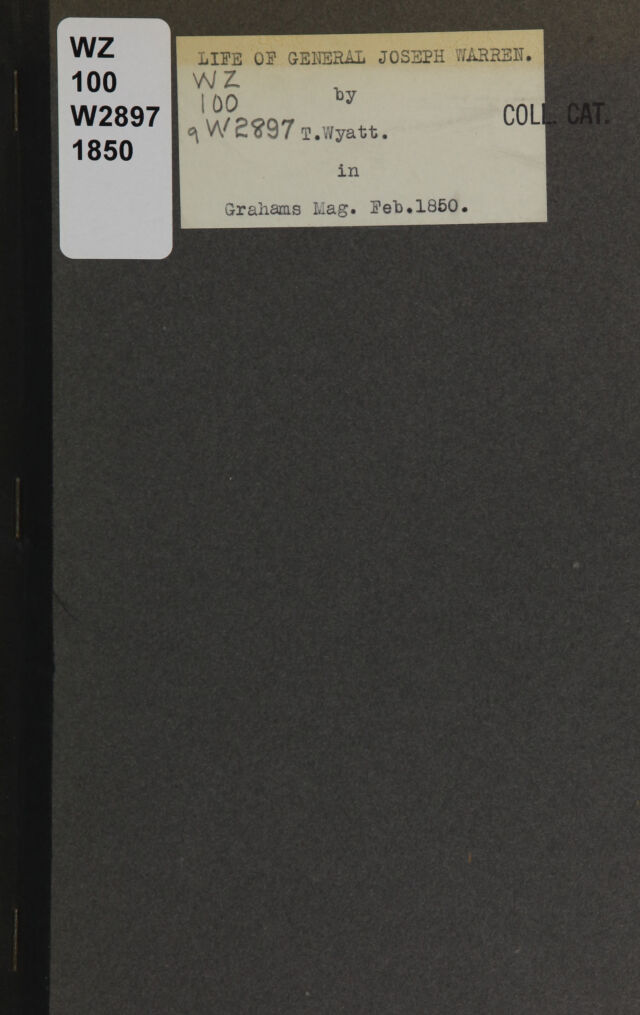 WZ
100
W2897
1850
LIFE OF GENERAL JOSEPH WARREN.
WZ
100
by
COLL. CAT.
q W2897 T.Wyatt.
in
Grahams Mag. Feb.1850.